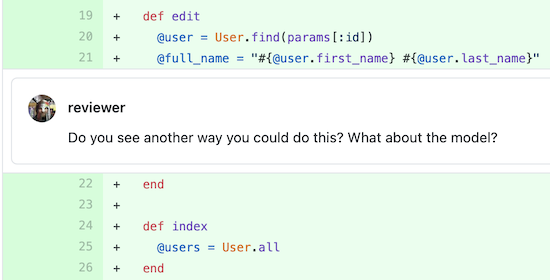 19 + def edit
20 + @user = User.find(params[:id])
21 + @full_name = "#{@user.first_name} #{@user.last_name}"
reviewer
Do you see another way you could do this? What about the model?
22 + end
23 +
24 + def index
25 + @users = User.all
26 + end